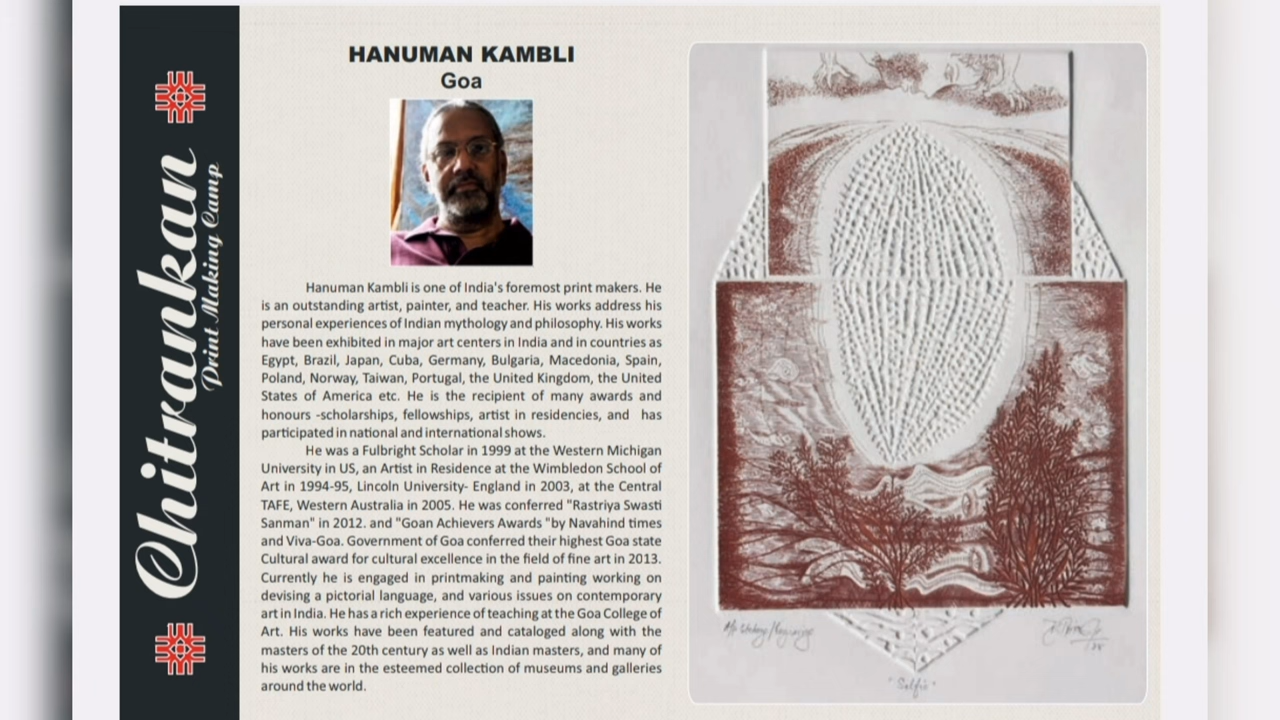 Chitrankan
Print Making Camp
HANUMAN KAMBLI
Goa
Hanuman Kambli is one of India's foremost print makers. He
is an outstanding artist, painter, and teacher. His works address his
personal experiences of Indian mythology and philosophy. His works
have been exhibited in major art centers in India and in countries as
Egypt, Brazil, Japan, Cuba, Germany, Bulgaria, Macedonia, Spain,
Poland, Norway, Taiwan, Portugal, the United Kingdom, the United
States of America etc. He is the recipient of many awards and
honours -scholarships, fellowships, artist in residencies, and has
participated in national and international shows.
He was a Fulbright Scholar in 1999 at the Western Michigan
University in US, an Artist in Residence at the Wimbledon School of
Art in 1994-95, Lincoln University- England in 2003, at the Central
TAFE, Western Australia in 2005. He was conferred "Rastriya Swasti
Sanman" in 2012. and "Goan Achievers Awards "by Navahind times
and Viva-Goa. Government of Goa conferred their highest Goa state
Cultural award for cultural excellence in the field of fine art in 2013.
Currently he is engaged in printmaking and painting working on
devising a pictorial language, and various issues on contemporary
art in India. He has a rich experience of teaching at the Goa College of
Art. His works have been featured and cataloged along with the
masters of the 20th century as well as Indian masters, and many of
his works are in the esteemed collection of museums and galleries
around the world.
"Selfie"